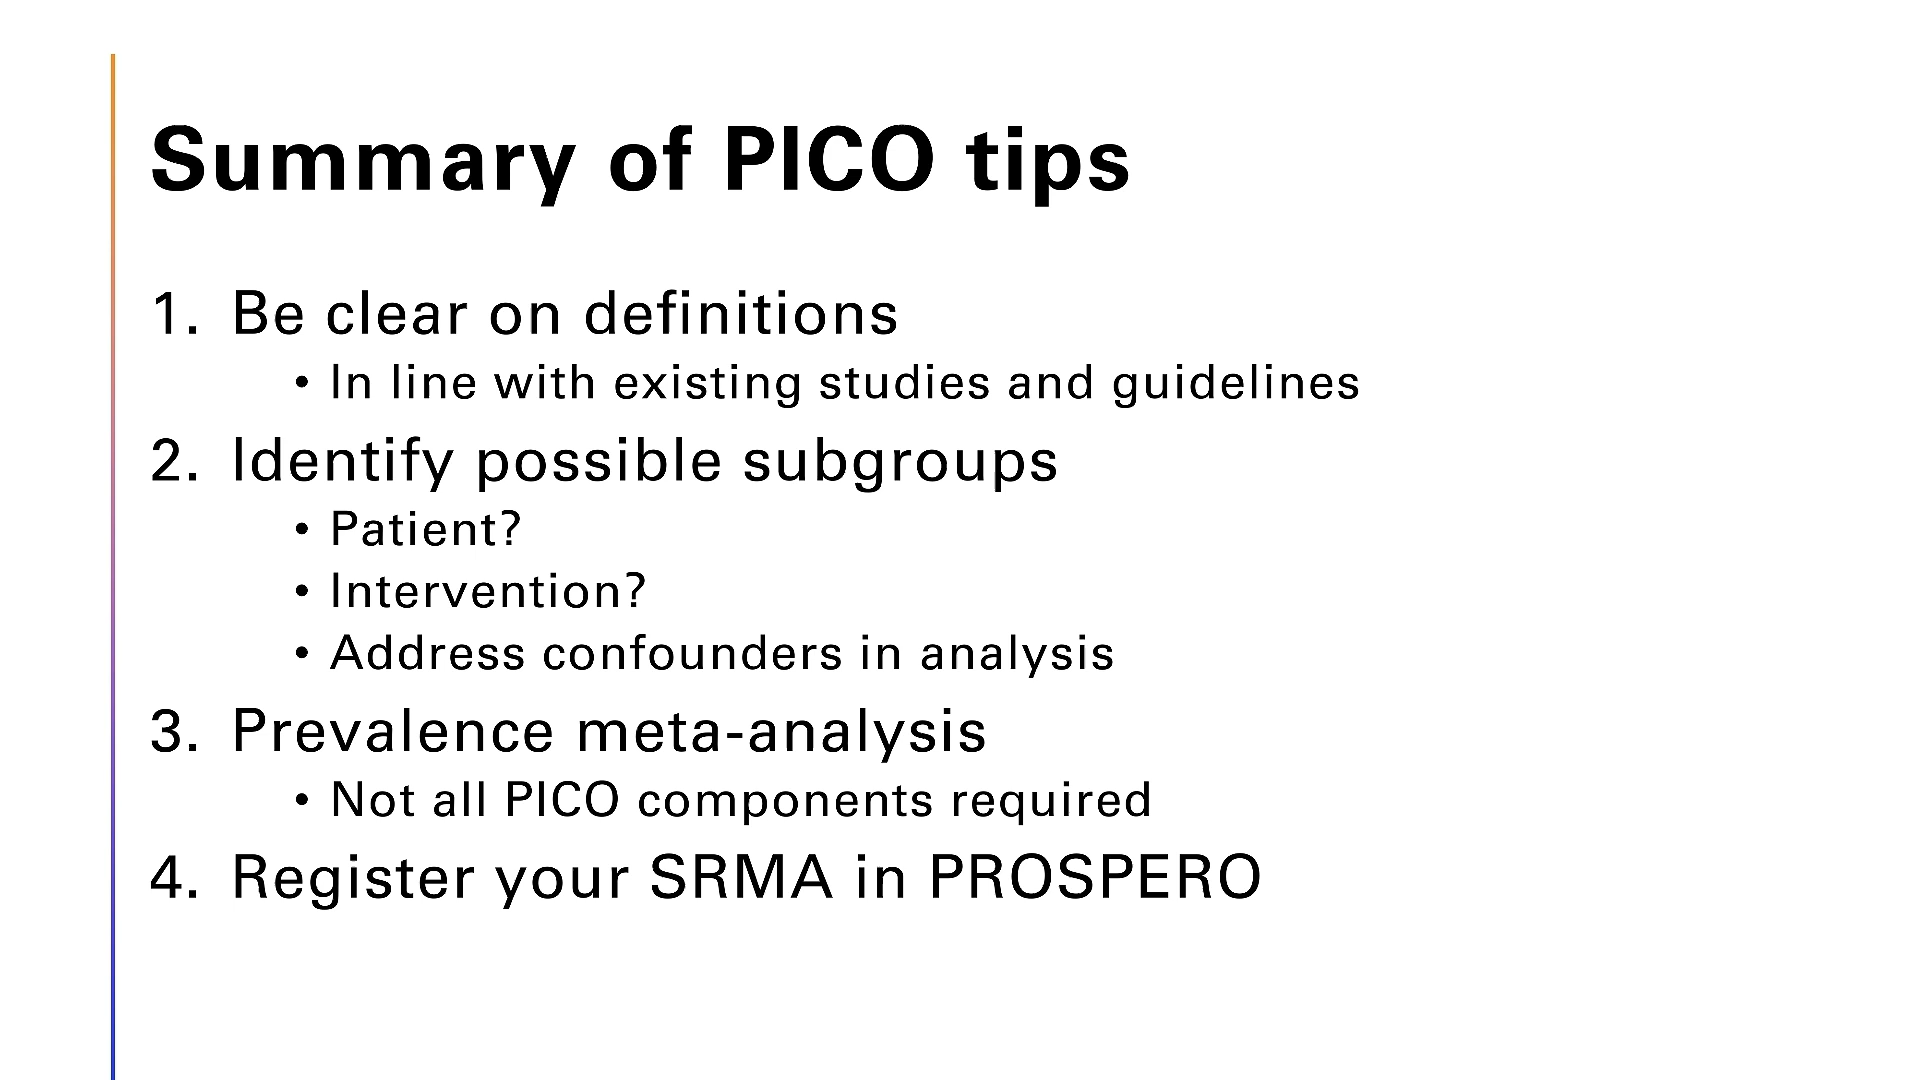 Summary of PICO tips
1. Be clear on definitions
• In line with existing studies and guidelines
2. Identify possible subgroups
• Patient?
• Intervention?
• Address confounders in analysis
3. Prevalence meta-analysis
• Not all PICO components required
4. Register your SRMA in PROSPERO